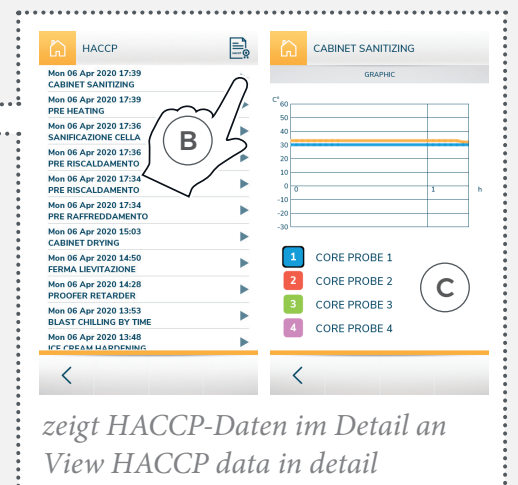 HACCP
Mon 06 Apr 2020 17:39
CABINET SANITIZING
Mon 06 Apr 2020 17:39
PRE HEATING
Mon 06 Apr 2020 17:36
SANIFICAZIONE CELLA
Mon 06 Apr 2020 17:36
PRE RISCALDAMENTO
Mon 06 Apr 2020 17:34
PRE RISCALDAMENTO
Mon 06 Apr 2020 17:34
PRE RAFFREDDAMENTO
Mon 06 Apr 2020 15:03
CABINET DRYING
Mon 06 Apr 2020 14:50
FERMA LIEVITAZIONE
Mon 06 Apr 2020 14:28
PROOFER RETARDER
Mon 06 Apr 2020 13:53
BLAST CHILLING BY TIME
Mon 06 Apr 2020 13:48
ICE CREAM HARDENING
B
CABINET SANITIZING
GRAPHIC
C°
60
50
40
30
20
10
0
-10
-20
-30
0 1 h
1 CORE PROBE 1
2 CORE PROBE 2
3 CORE PROBE 3
4 CORE PROBE 4
C
zeigt HACCP-Daten im Detail an
View HACCP data in detail